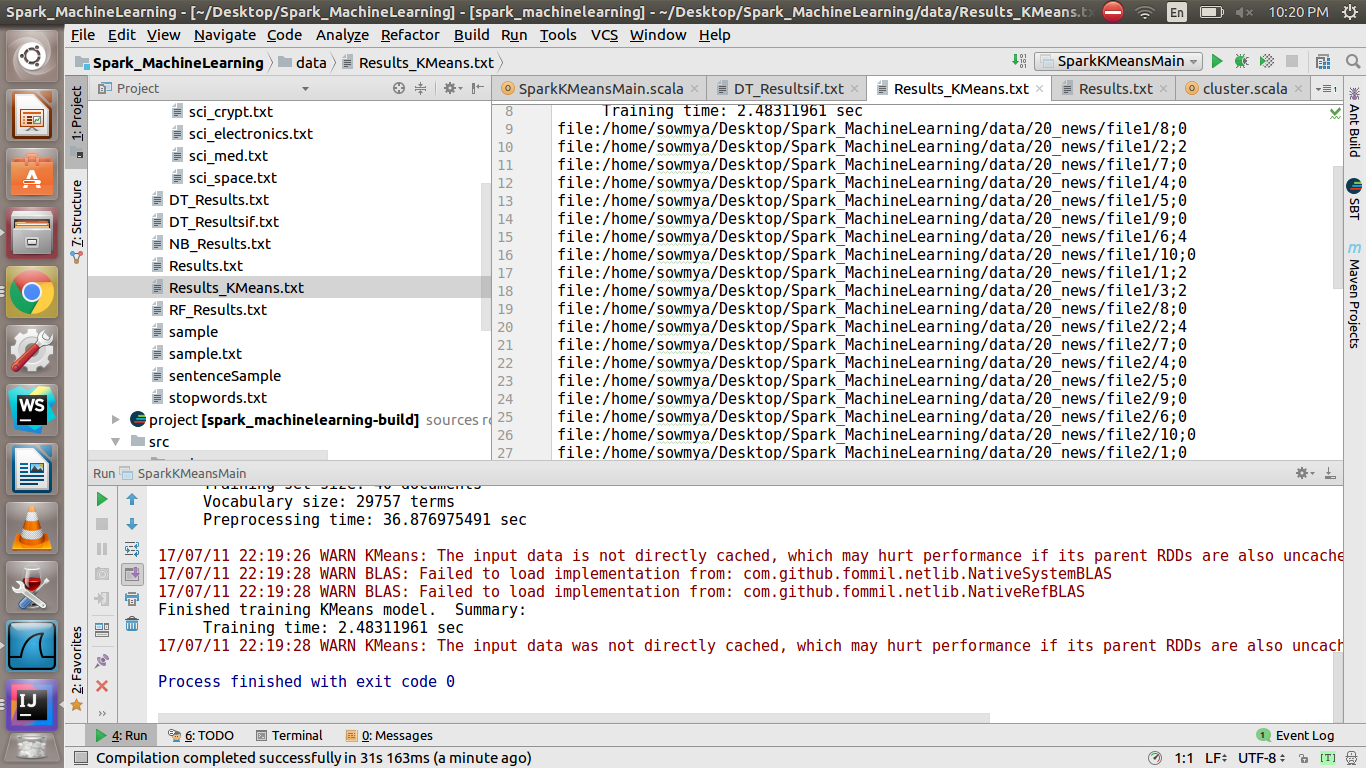 Spark_MachineLearning - [~/Desktop/Spark_MachineLearning] - [spark_machinelearning] - ~/Desktop/Spark_MachineLearning/data/Results_KMeans.tx
En
10:20 PM
File Edit View Navigate Code Analyze Refactor Build Run Tools VCS Window Help
Spark_MachineLearning data Results_KMeans.txt
SparkKMeansMain
Project
SparkKMeansMain.scala DT_Resultsif.txt Results_KMeans.txt Results.txt cluster.scala
1: Project
7: Structure
2: Favorites
sci_crypt.txt
sci_electronics.txt
sci_med.txt
sci_space.txt
DT_Results.txt
DT_Resultsif.txt
NB_Results.txt
Results.txt
Results_KMeans.txt
RF_Results.txt
sample
sample.txt
sentenceSample
stopwords.txt
project [spark_machinelearning-build] sources
src
8 Training time: 2.48311961 sec
9 file:/home/sowmya/Desktop/Spark_MachineLearning/data/20_news/file1/8;0
10 file:/home/sowmya/Desktop/Spark_MachineLearning/data/20_news/file1/2;2
11 file:/home/sowmya/Desktop/Spark_MachineLearning/data/20_news/file1/7;0
12 file:/home/sowmya/Desktop/Spark_MachineLearning/data/20_news/file1/4;0
13 file:/home/sowmya/Desktop/Spark_MachineLearning/data/20_news/file1/5;0
14 file:/home/sowmya/Desktop/Spark_MachineLearning/data/20_news/file1/9;0
15 file:/home/sowmya/Desktop/Spark_MachineLearning/data/20_news/file1/6;4
16 file:/home/sowmya/Desktop/Spark_MachineLearning/data/20_news/file1/10;0
17 file:/home/sowmya/Desktop/Spark_MachineLearning/data/20_news/file1/1;2
18 file:/home/sowmya/Desktop/Spark_MachineLearning/data/20_news/file1/3;2
19 file:/home/sowmya/Desktop/Spark_MachineLearning/data/20_news/file2/8;0
20 file:/home/sowmya/Desktop/Spark_MachineLearning/data/20_news/file2/2;4
21 file:/home/sowmya/Desktop/Spark_MachineLearning/data/20_news/file2/7;0
22 file:/home/sowmya/Desktop/Spark_MachineLearning/data/20_news/file2/4;0
23 file:/home/sowmya/Desktop/Spark_MachineLearning/data/20_news/file2/5;0
24 file:/home/sowmya/Desktop/Spark_MachineLearning/data/20_news/file2/9;0
25 file:/home/sowmya/Desktop/Spark_MachineLearning/data/20_news/file2/6;0
26 file:/home/sowmya/Desktop/Spark_MachineLearning/data/20_news/file2/10;0
27 file:/home/sowmya/Desktop/Spark_MachineLearning/data/20_news/file2/1;0
Ant Build
SBT
m Maven Projects
Run SparkKMeansMain
Training set size: 40 documents
Vocabulary size: 29757 terms
Preprocessing time: 36.876975491 sec
17/07/11 22:19:26 WARN KMeans: The input data is not directly cached, which may hurt performance if its parent RDDs are also uncache
17/07/11 22:19:28 WARN BLAS: Failed to load implementation from: com.github.fommil.netlib.NativeSystemBLAS
17/07/11 22:19:28 WARN BLAS: Failed to load implementation from: com.github.fommil.netlib.NativeRefBLAS
Finished training KMeans model. Summary:
Training time: 2.48311961 sec
17/07/11 22:19:28 WARN KMeans: The input data was not directly cached, which may hurt performance if its parent RDDs are also uncach
Process finished with exit code 0
WS
IJ
4: Run 6: TODO Terminal 0: Messages
1 Event Log
Compilation completed successfully in 31s 163ms (a minute ago)
1:1 LF UTF-8 [T]